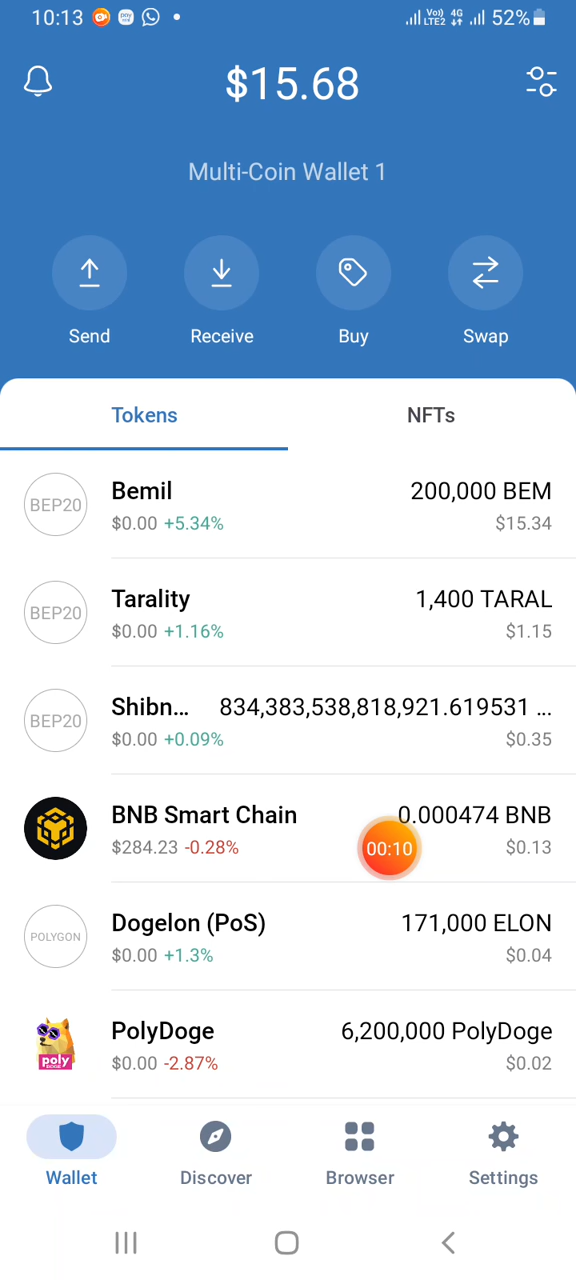 10:13 Vo) LTE2 4G 52%
$15.68
Multi-Coin Wallet 1
Send Receive Buy Swap
Tokens NFTs
BEP20 Bemil 200,000 BEM
$0.00 +5.34% $15.34
BEP20 Tarality 1,400 TARAL
$0.00 +1.16% $1.15
BEP20 Shibn... 834,383,538,818,921.619531 ...
$0.00 +0.09% $0.35
BNB Smart Chain 0.000474 BNB
$284.23 -0.28% 00:10 $0.13
POLYGON Dogelon (PoS) 171,000 ELON
$0.00 +1.3% $0.04
PolyDoge 6,200,000 PolyDoge
poly $0.00 -2.87% $0.02
Wallet Discover Browser Settings